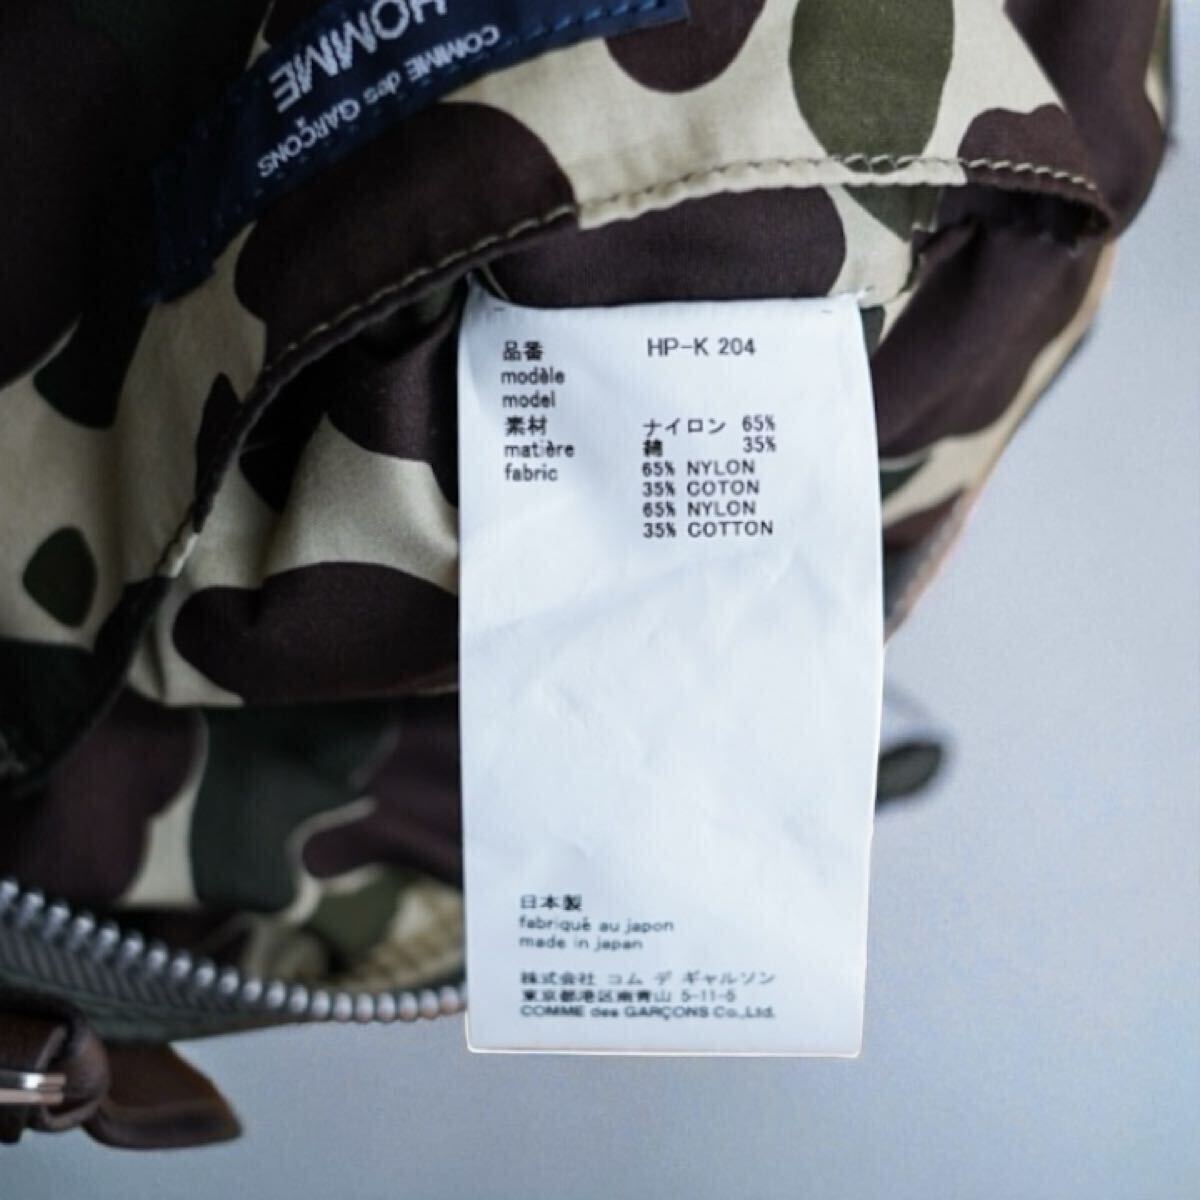 HOMME
COMME des GARÇONS
品番 HP-K 204
modèle
model
素材 ナイロン 65%
matière 綿 35%
fabric 65% NYLON
35% COTON
65% NYLON
35% COTTON
日本製
fabriqué au japon
made in japan
株式会社 コム デ ギャルソン
東京都港区南青山 5-11-5
COMME des GARÇONS Co.,Ltd.